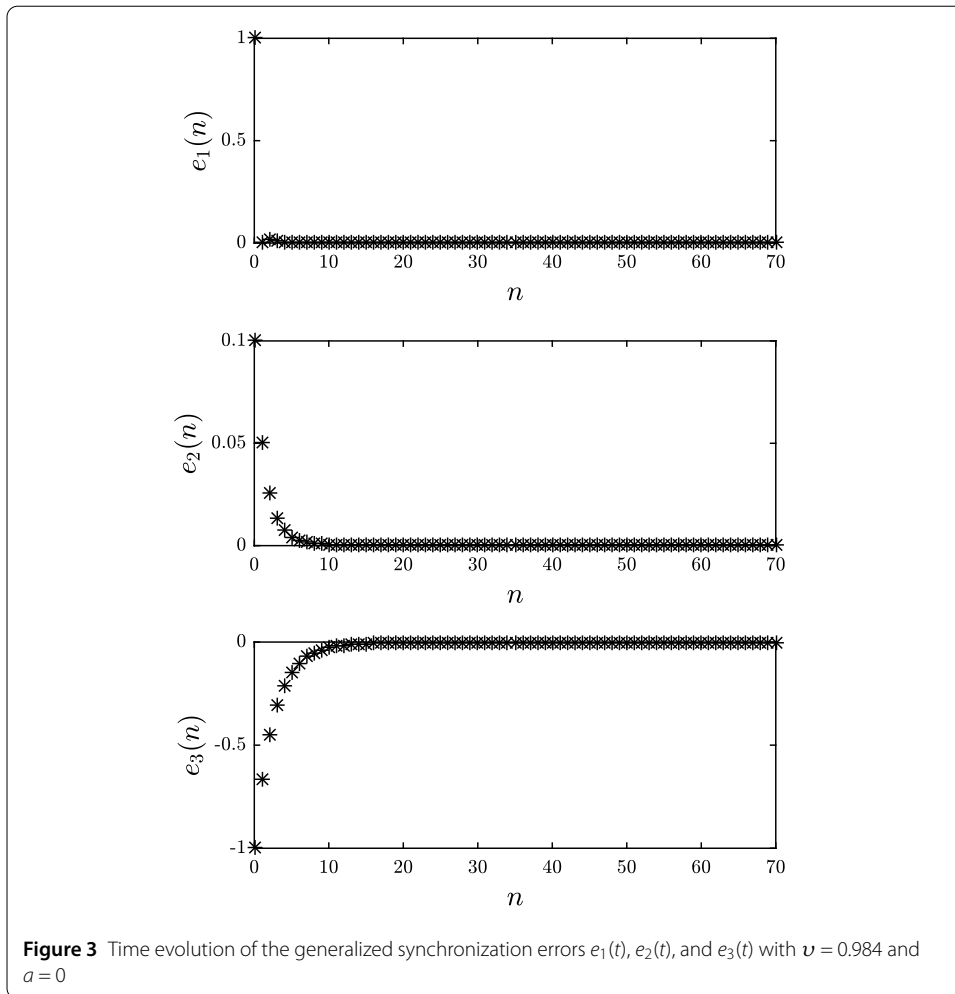 1
0.5
0
e₁(n)
0 10 20 30 40 50 60 70
n
0.1
0.05
0
e₂(n)
0 10 20 30 40 50 60 70
n
0
-0.5
-1
e₃(n)
0 10 20 30 40 50 60 70
n
Figure 3 Time evolution of the generalized synchronization errors e₁(t), e₂(t), and e₃(t) with υ = 0.984 and
a = 0